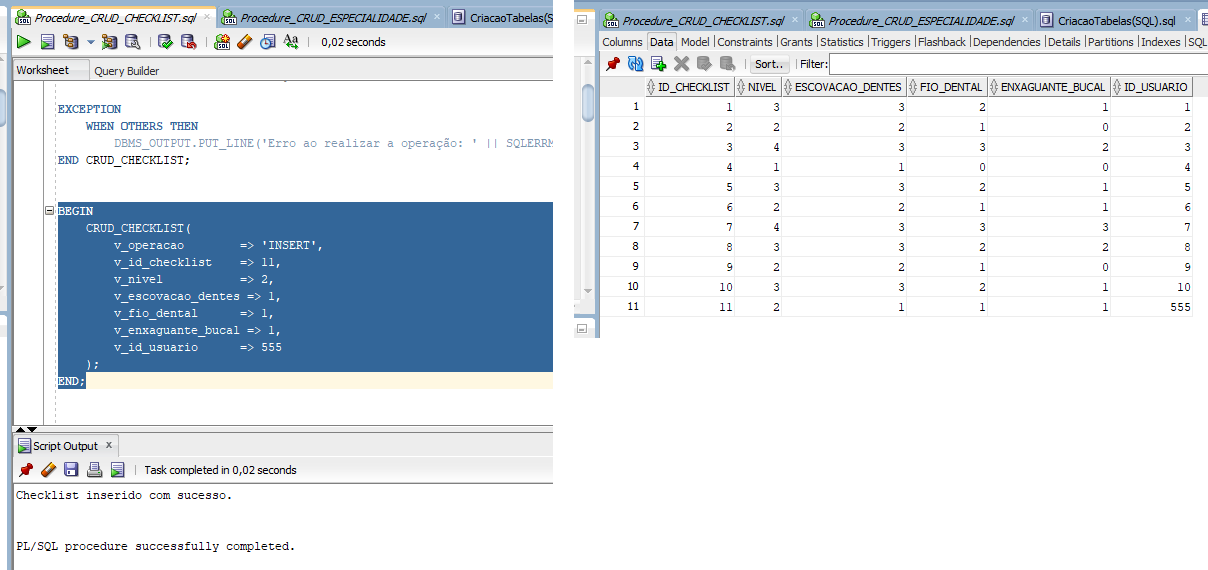 Procedure_CRUD_CHECKLIST.sql × Procedure_CRUD_ESPECIALIDADE.sql × CriacaoTabelas(S
0,02 seconds
Worksheet Query Builder
EXCEPTION
WHEN OTHERS THEN
DBMS_OUTPUT.PUT_LINE('Erro ao realizar a operação: ' || SQLERRM
END CRUD_CHECKLIST;
BEGIN
CRUD_CHECKLIST(
v_operacao => 'INSERT',
v_id_checklist => 11,
v_nivel => 2,
v_escovacao_dentes => 1,
v_fio_dental => 1,
v_enxaguante_bucal => 1,
v_id_usuario => 555
);
END;
Script Output ×
Task completed in 0,02 seconds
Checklist inserido com sucesso.
PL/SQL procedure successfully completed.
Procedure_CRUD_CHECKLIST.sql × Procedure_CRUD_ESPECIALIDADE.sql × CriacaoTabelas(SQL).sql ×
Columns Data Model Constraints Grants Statistics Triggers Flashback Dependencies Details Partitions Indexes SQL
Sort.. Filter:
ID_CHECKLIST NIVEL ESCOVACAO_DENTES FIO_DENTAL ENXAGUANTE_BUCAL ID_USUARIO
1 1 3 3 2 1 1
2 2 2 2 1 0 2
3 3 4 3 3 2 3
4 4 1 1 0 0 4
5 5 3 3 2 1 5
6 6 2 2 1 1 6
7 7 4 3 3 3 7
8 8 3 3 2 2 8
9 9 2 2 1 0 9
10 10 3 3 2 1 10
11 11 2 1 1 1 555